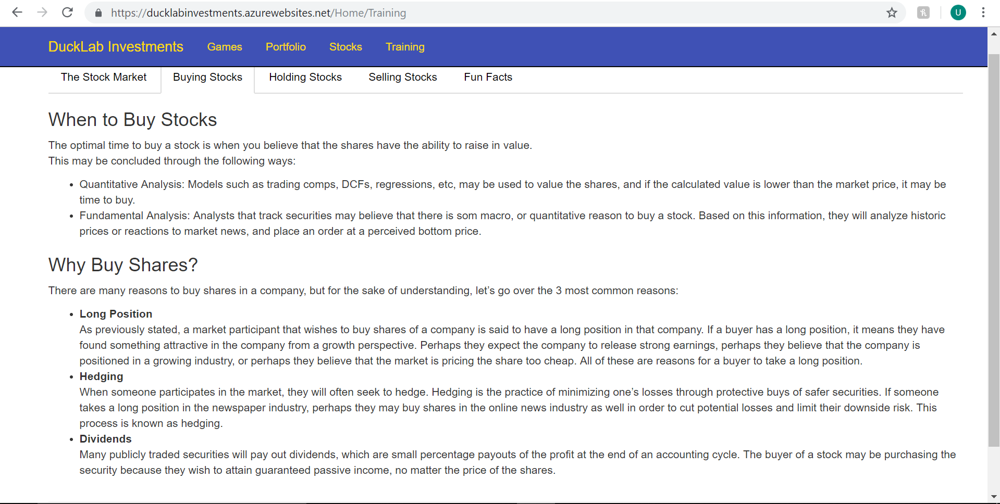 https://ducklabinvestments.azurewebsites.net/Home/Training
U
DuckLab Investments Games Portfolio Stocks Training
The Stock Market Buying Stocks Holding Stocks Selling Stocks Fun Facts
When to Buy Stocks
The optimal time to buy a stock is when you believe that the shares have the ability to raise in value.
This may be concluded through the following ways:
• Quantitative Analysis: Models such as trading comps, DCFs, regressions, etc, may be used to value the shares, and if the calculated value is lower than the market price, it may be
time to buy.
• Fundamental Analysis: Analysts that track securities may believe that there is som macro, or quantitative reason to buy a stock. Based on this information, they will analyze historic
prices or reactions to market news, and place an order at a perceived bottom price.
Why Buy Shares?
There are many reasons to buy shares in a company, but for the sake of understanding, let’s go over the 3 most common reasons:
• Long Position
As previously stated, a market participant that wishes to buy shares of a company is said to have a long position in that company. If a buyer has a long position, it means they have
found something attractive in the company from a growth perspective. Perhaps they expect the company to release strong earnings, perhaps they believe that the company is
positioned in a growing industry, or perhaps they believe that the market is pricing the share too cheap. All of these are reasons for a buyer to take a long position.
• Hedging
When someone participates in the market, they will often seek to hedge. Hedging is the practice of minimizing one’s losses through protective buys of safer securities. If someone
takes a long position in the newspaper industry, perhaps they may buy shares in the online news industry as well in order to cut potential losses and limit their downside risk. This
process is known as hedging.
• Dividends
Many publicly traded securities will pay out dividends, which are small percentage payouts of the profit at the end of an accounting cycle. The buyer of a stock may be purchasing the
security because they wish to attain guaranteed passive income, no matter the price of the shares.